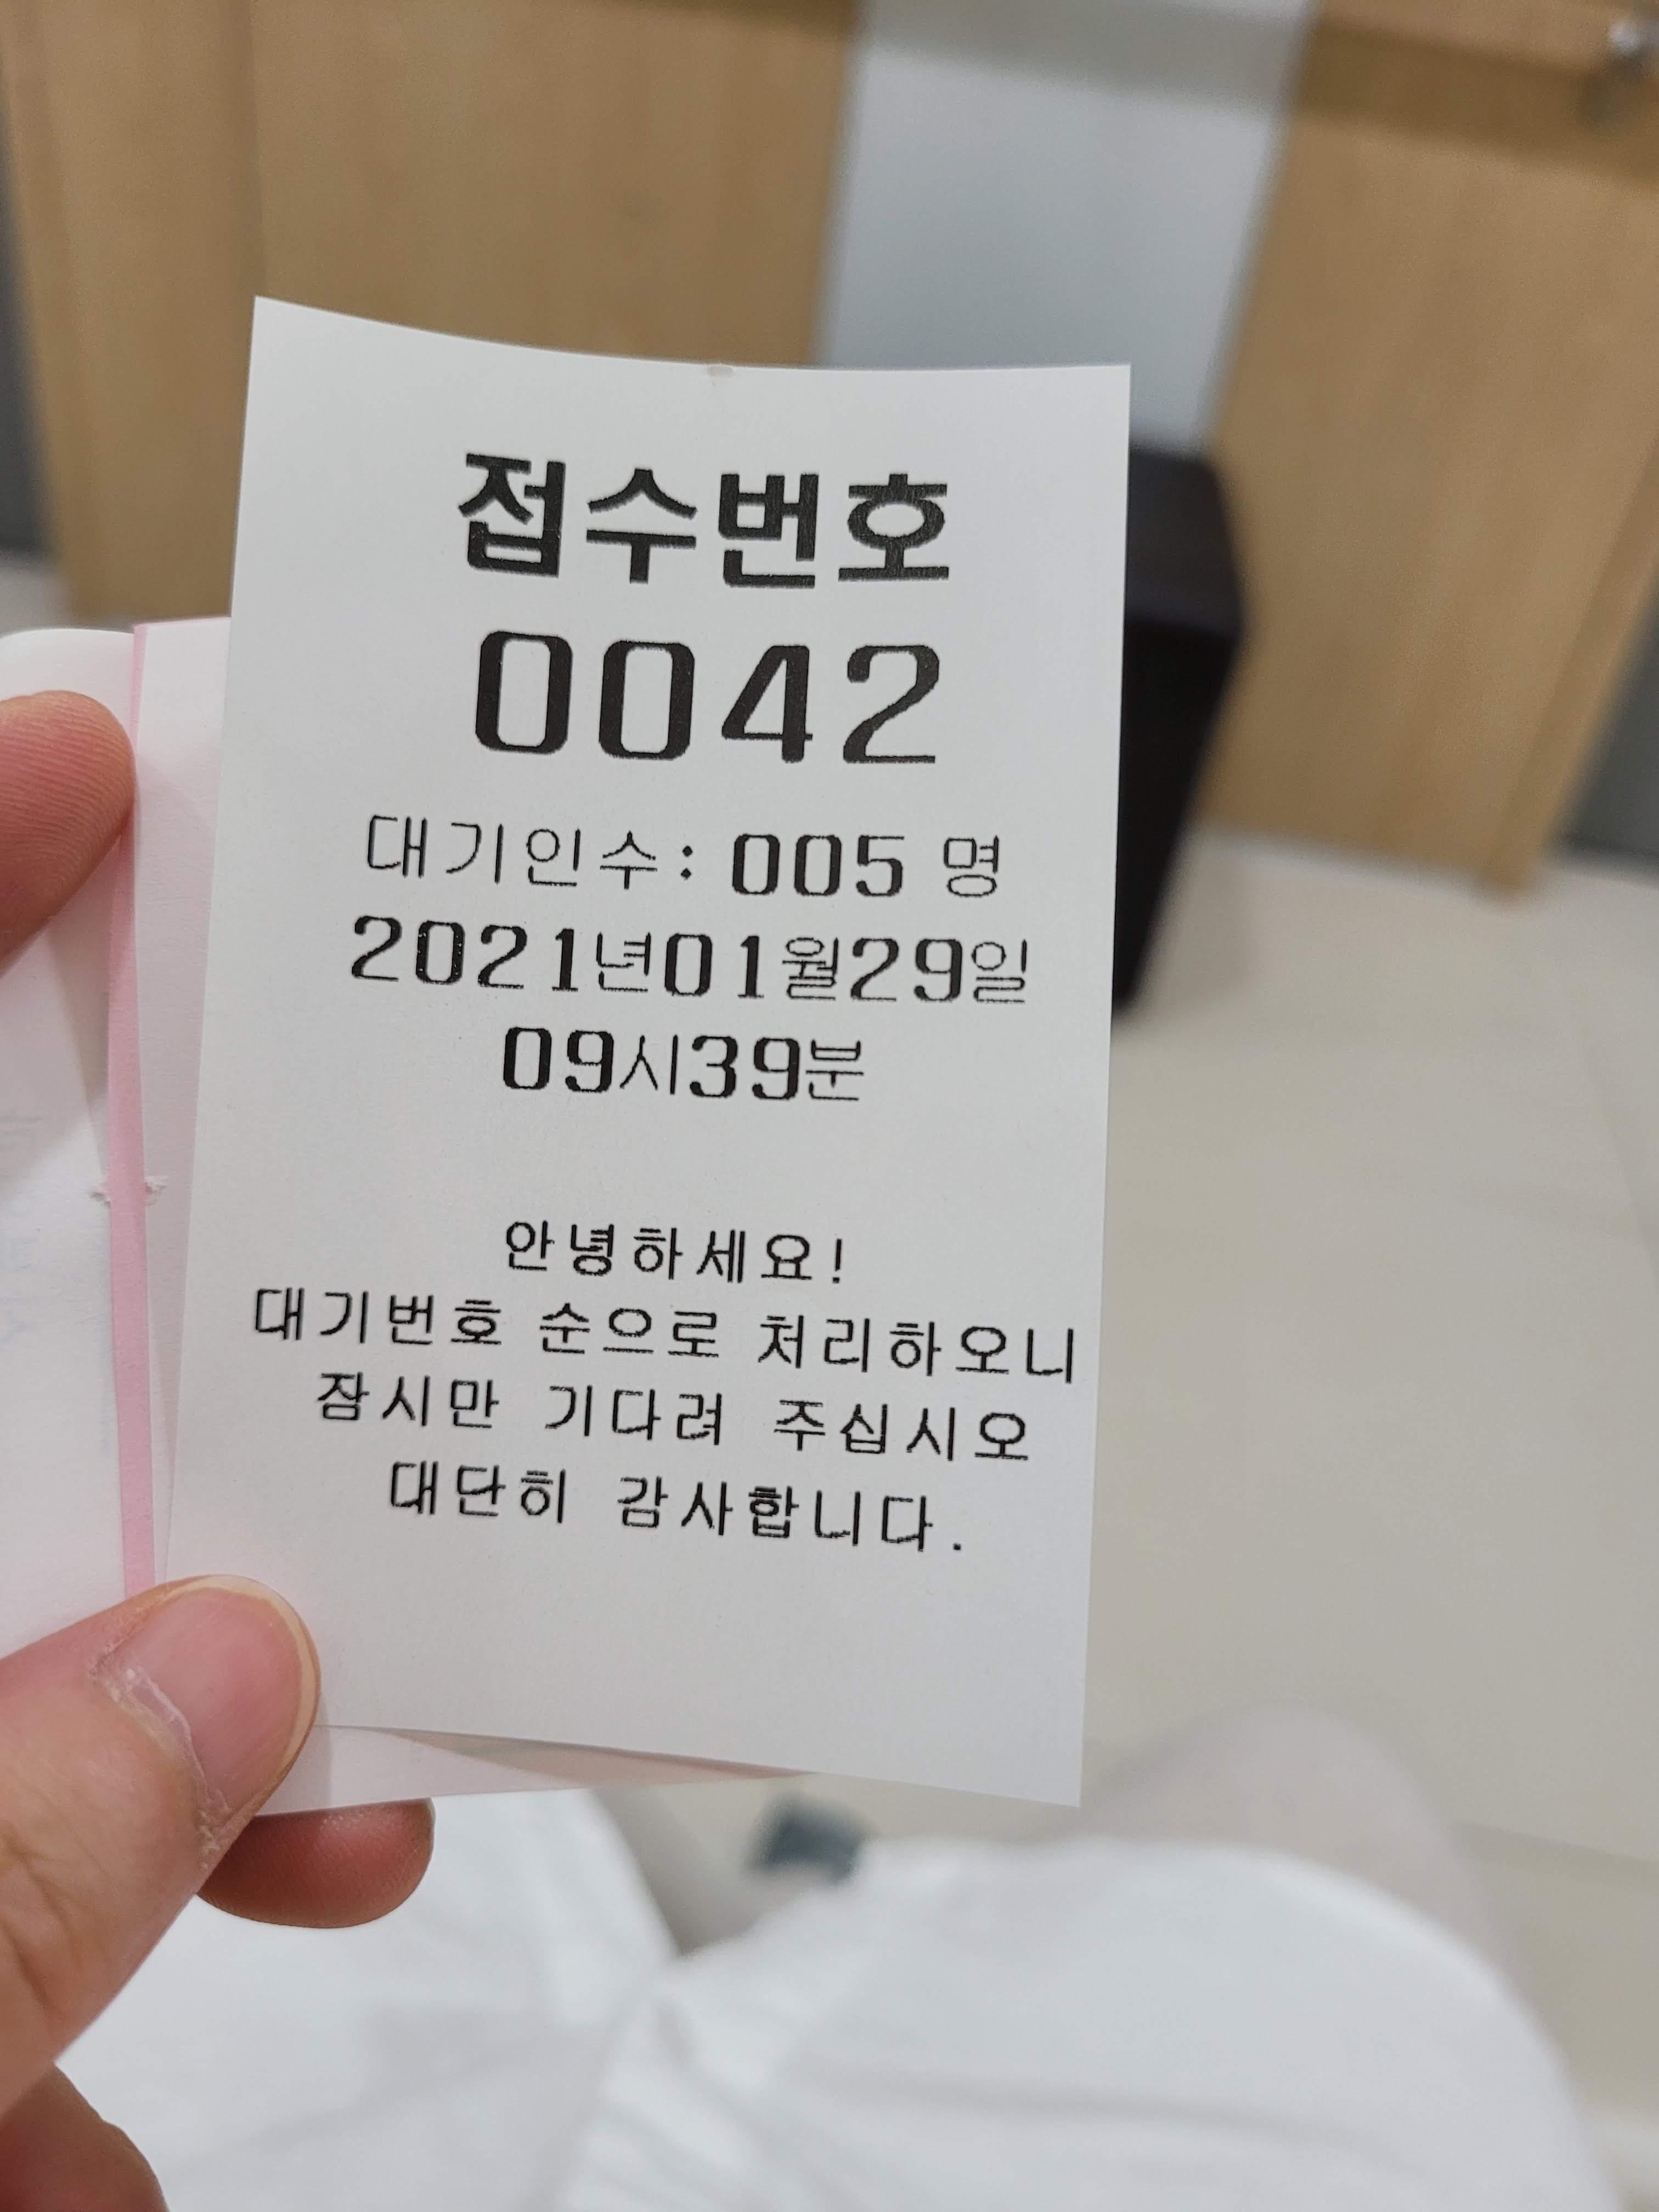 접수번호
0042
대기인수: 005 명
2021년01월29일
09시39분
안녕하세요!
대기번호 순으로 처리하오니
잠시만 기다려 주십시오
대단히 감사합니다.